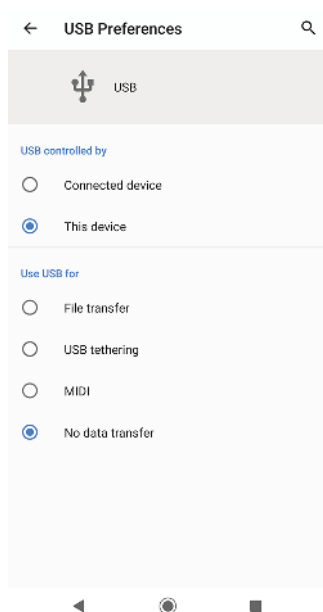 USB Preferences
USB
USB controlled by
Connected device
This device
Use USB for
File transfer
USB tethering
MIDI
No data transfer